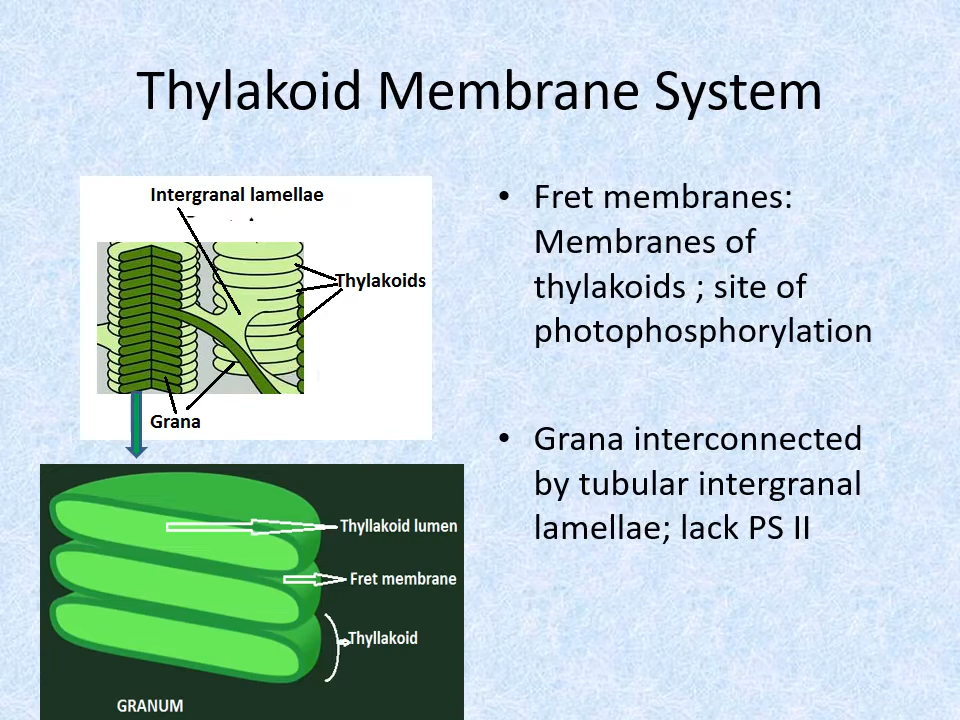 Thylakoid Membrane System
Intergranal lamellae
Thylakoids
Grana
Thyllakoid lumen
Fret membrane
Thyllakoid
GRANUM
• Fret membranes:
Membranes of
thylakoids ; site of
photophosphorylation
• Grana interconnected
by tubular intergranal
lamellae; lack PS II